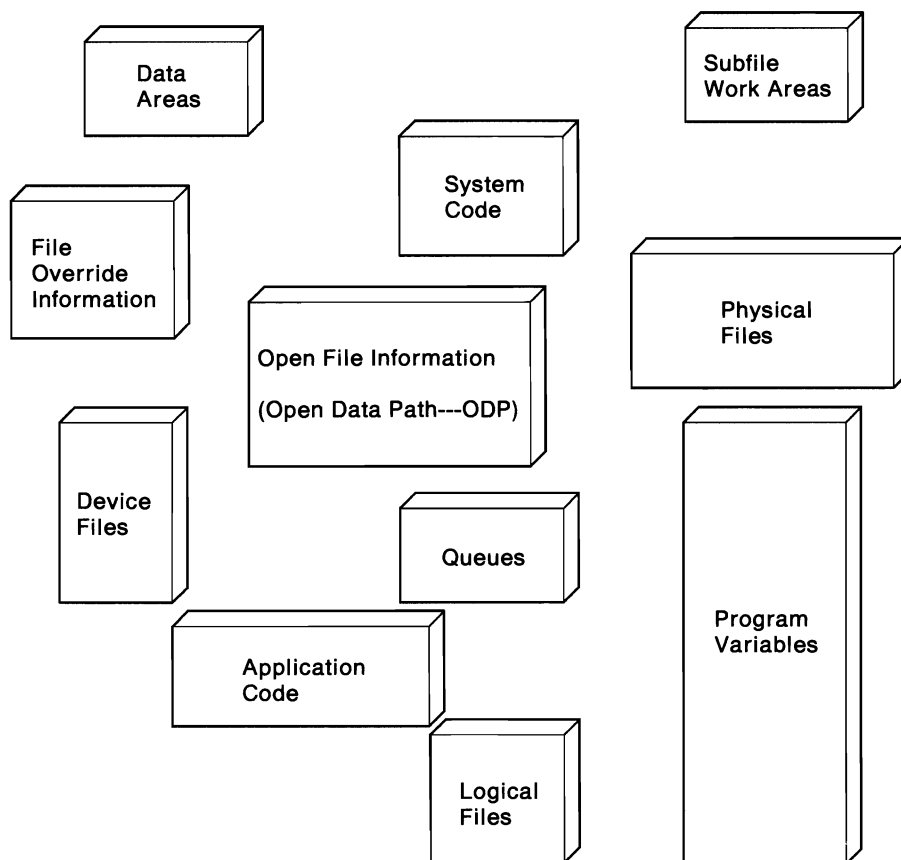 Data
Areas
Subfile
Work Areas
System
Code
File
Override
Information
Physical
Files
Open File Information
(Open Data Path---ODP)
Device
Files
Queues
Program
Variables
Application
Code
Logical
Files